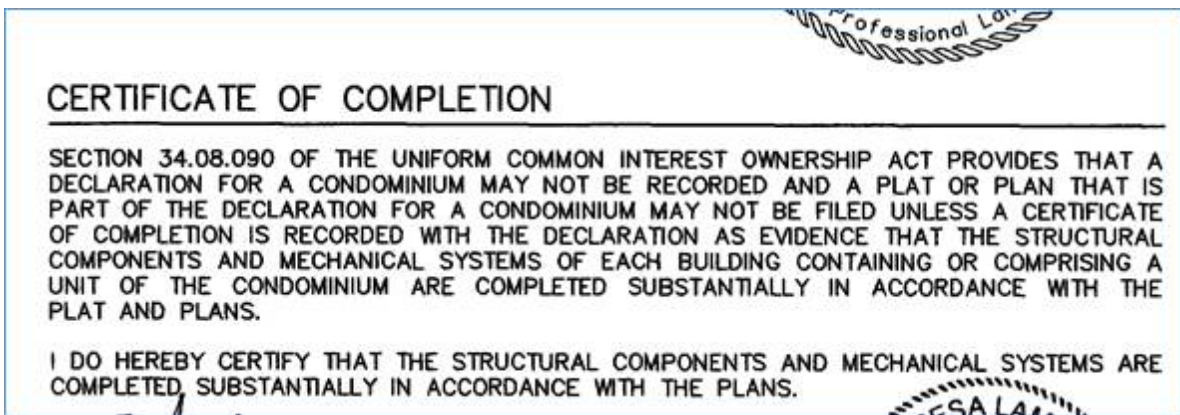 Professional
CERTIFICATE OF COMPLETION
SECTION 34.08.090 OF THE UNIFORM COMMON INTEREST OWNERSHIP ACT PROVIDES THAT A
DECLARATION FOR A CONDOMINIUM MAY NOT BE RECORDED AND A PLAT OR PLAN THAT IS
PART OF THE DECLARATION FOR A CONDOMINIUM MAY NOT BE FILED UNLESS A CERTIFICATE
OF COMPLETION IS RECORDED WITH THE DECLARATION AS EVIDENCE THAT THE STRUCTURAL
COMPONENTS AND MECHANICAL SYSTEMS OF EACH BUILDING CONTAINING OR COMPRISING A
UNIT OF THE CONDOMINIUM ARE COMPLETED SUBSTANTIALLY IN ACCORDANCE WITH THE
PLAT AND PLANS.
I DO HEREBY CERTIFY THAT THE STRUCTURAL COMPONENTS AND MECHANICAL SYSTEMS ARE
COMPLETED SUBSTANTIALLY IN ACCORDANCE WITH THE PLANS.